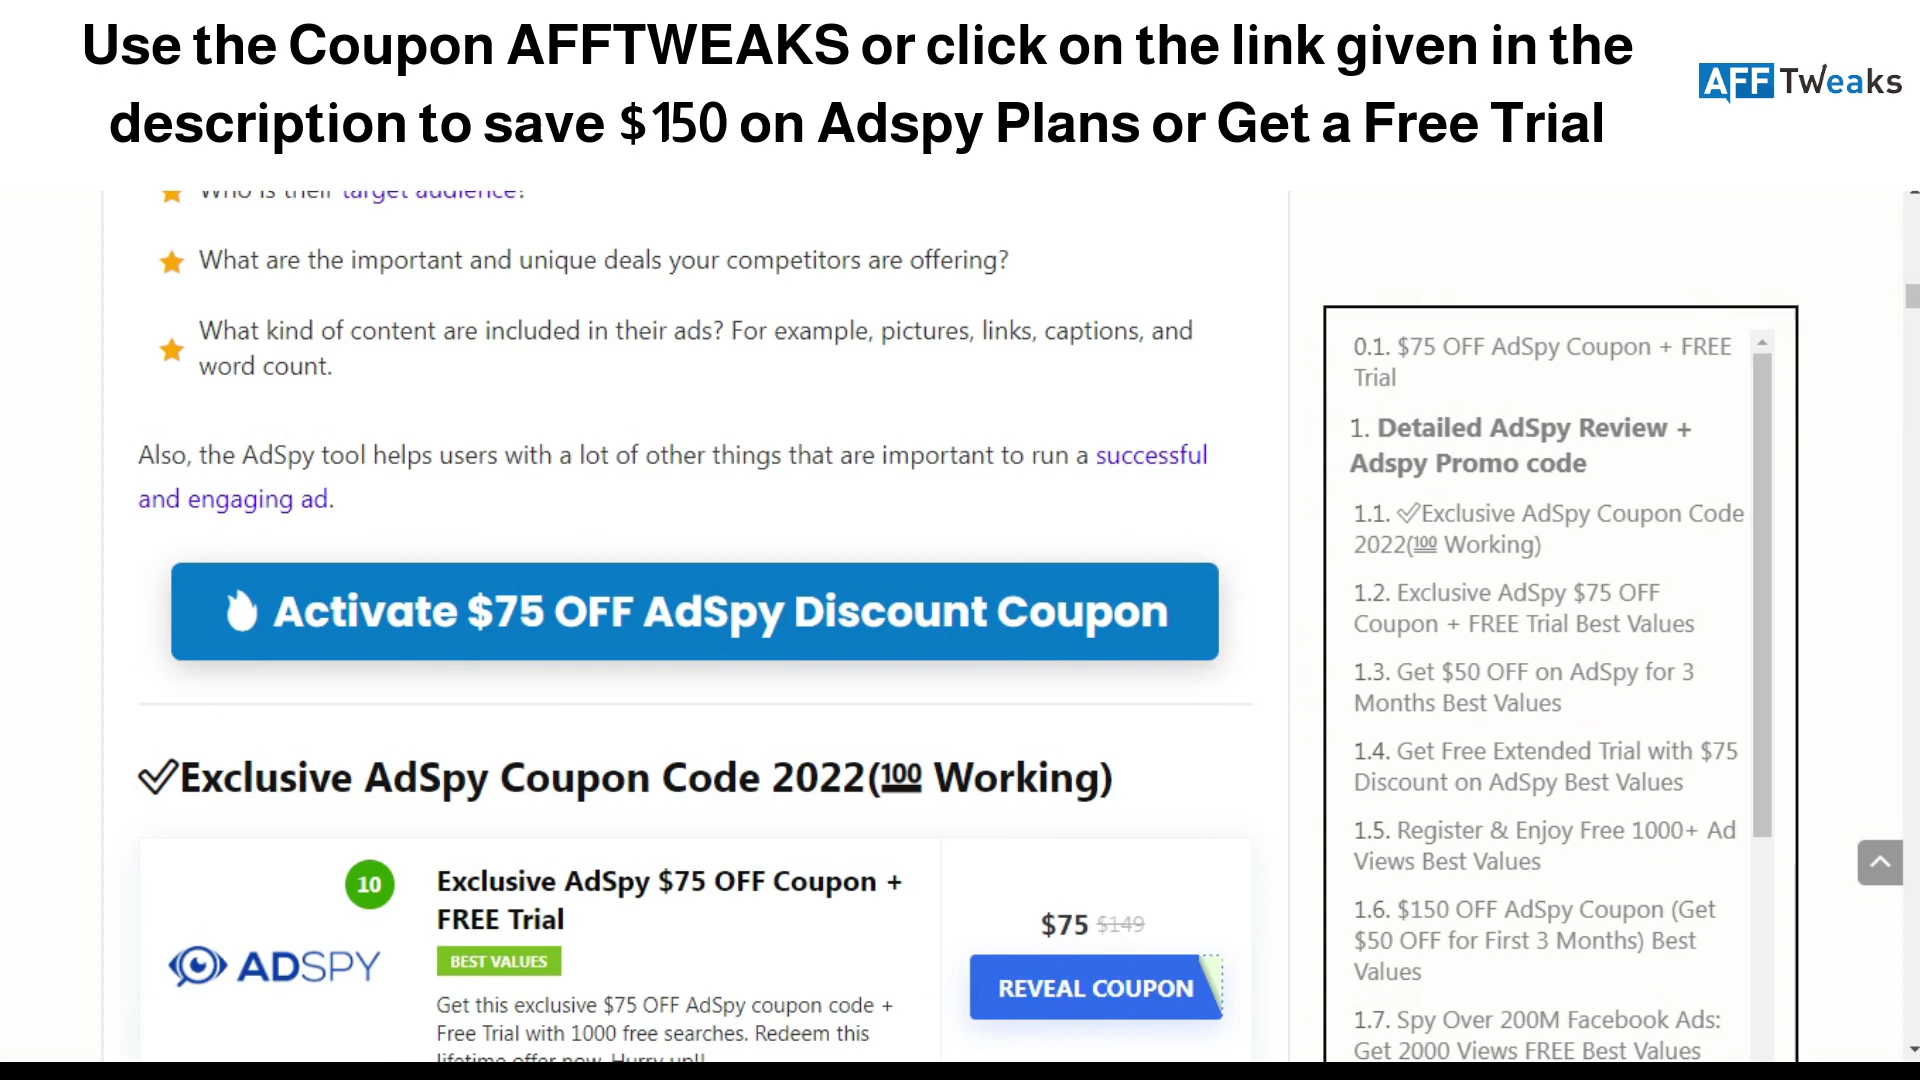 Use the Coupon AFFTWEAKS or click on the link given in the
description to save $150 on Adspy Plans or Get a Free Trial
AFF Tweaks
Who is their target audience?
What are the important and unique deals your competitors are offering?
What kind of content are included in their ads? For example, pictures, links, captions, and
word count.
Also, the AdSpy tool helps users with a lot of other things that are important to run a successful
and engaging ad.
Activate $75 OFF AdSpy Discount Coupon
✅Exclusive AdSpy Coupon Code 2022(💯 Working)
10
ADSPY
Exclusive AdSpy $75 OFF Coupon +
FREE Trial
BEST VALUES
Get this exclusive $75 OFF AdSpy coupon code +
Free Trial with 1000 free searches. Redeem this
lifetime offer now. Hurry up!!
$75 $149
REVEAL COUPON
0.1. $75 OFF AdSpy Coupon + FREE
Trial
1. Detailed AdSpy Review +
Adspy Promo code
1.1. ✅Exclusive AdSpy Coupon Code
2022(💯 Working)
1.2. Exclusive AdSpy $75 OFF
Coupon + FREE Trial Best Values
1.3. Get $50 OFF on AdSpy for 3
Months Best Values
1.4. Get Free Extended Trial with $75
Discount on AdSpy Best Values
1.5. Register & Enjoy Free 1000+ Ad
Views Best Values
1.6. $150 OFF AdSpy Coupon (Get
$50 OFF for First 3 Months) Best
Values
1.7. Spy Over 200M Facebook Ads:
Get 2000 Views FREE Best Values